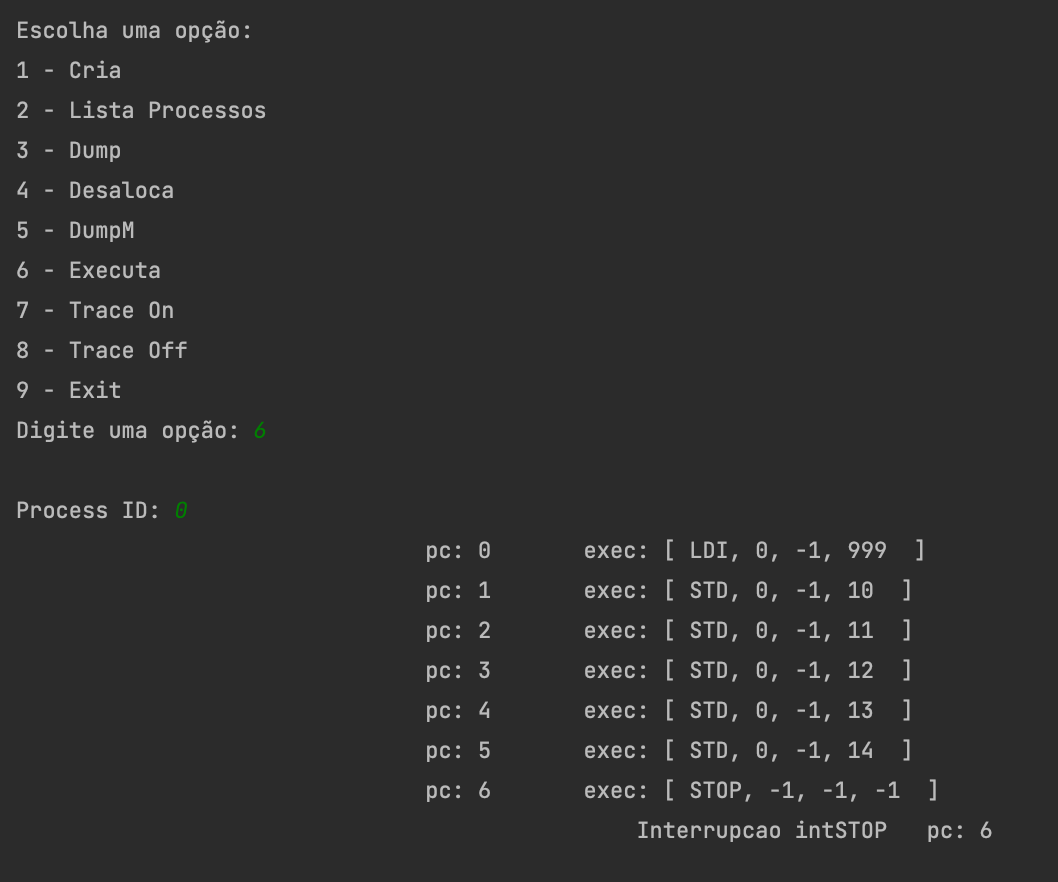 Escolha uma opção:
1 - Cria
2 - Lista Processos
3 - Dump
4 - Desaloca
5 - DumpM
6 - Executa
7 - Trace On
8 - Trace Off
9 - Exit
Digite uma opção: 6
Process ID: 0
pc: 0       exec: [ LDI, 0, -1, 999  ]
pc: 1       exec: [ STD, 0, -1, 10  ]
pc: 2       exec: [ STD, 0, -1, 11  ]
pc: 3       exec: [ STD, 0, -1, 12  ]
pc: 4       exec: [ STD, 0, -1, 13  ]
pc: 5       exec: [ STD, 0, -1, 14  ]
pc: 6       exec: [ STOP, -1, -1, -1  ]
Interrupcao intSTOP   pc: 6